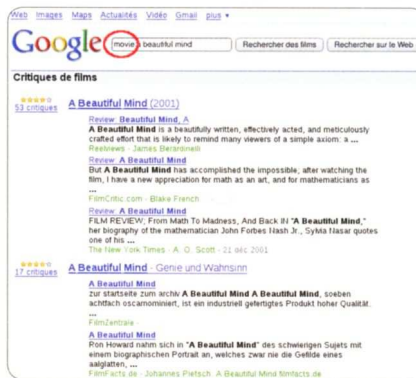 Web Images Maps Actualités Vidéo Gmail plus ▾
Google movie a beautiful mind Rechercher des films Rechercher sur le Web
Critiques de films
A Beautiful Mind (2001)
53 critiques
Review: Beautiful Mind, A
A Beautiful Mind is a beautifully written, effectively acted, and meticulously
crafted effort that is likely to remind many viewers of a simple axiom: a ...
Reelviews - James Berardinelli
Review: A Beautiful Mind
But A Beautiful Mind has accomplished the impossible; after watching the
film, I have a new appreciation for math as an art, and for mathematicians as
...
FilmCritic.com - Blake French
Review: A Beautiful Mind
FILM REVIEW; From Math To Madness, And Back IN "A Beautiful Mind,"
her biography of the mathematician John Forbes Nash Jr., Sylvia Nasar quotes
one of his ...
The New York Times - A. O. Scott - 21 déc 2001
A Beautiful Mind - Genie und Wahnsinn
17 critiques
A Beautiful Mind
zur startseite zum archiv A Beautiful Mind A Beautiful Mind, soeben
achtfach oscarnominiert, ist ein industriell gefertigtes Produkt hoher Qualität.
...
FilmZentrale -
A Beautiful Mind
Ron Howard nahm sich in "A Beautiful Mind" des schwierigen Sujets mit
einem biographischen Portrait an, welches zwar nie die Gefilde eines
aalglatten, ...
FilmFacts.de - Johannes Pietsch. A Beautiful Mind filmfacts.de